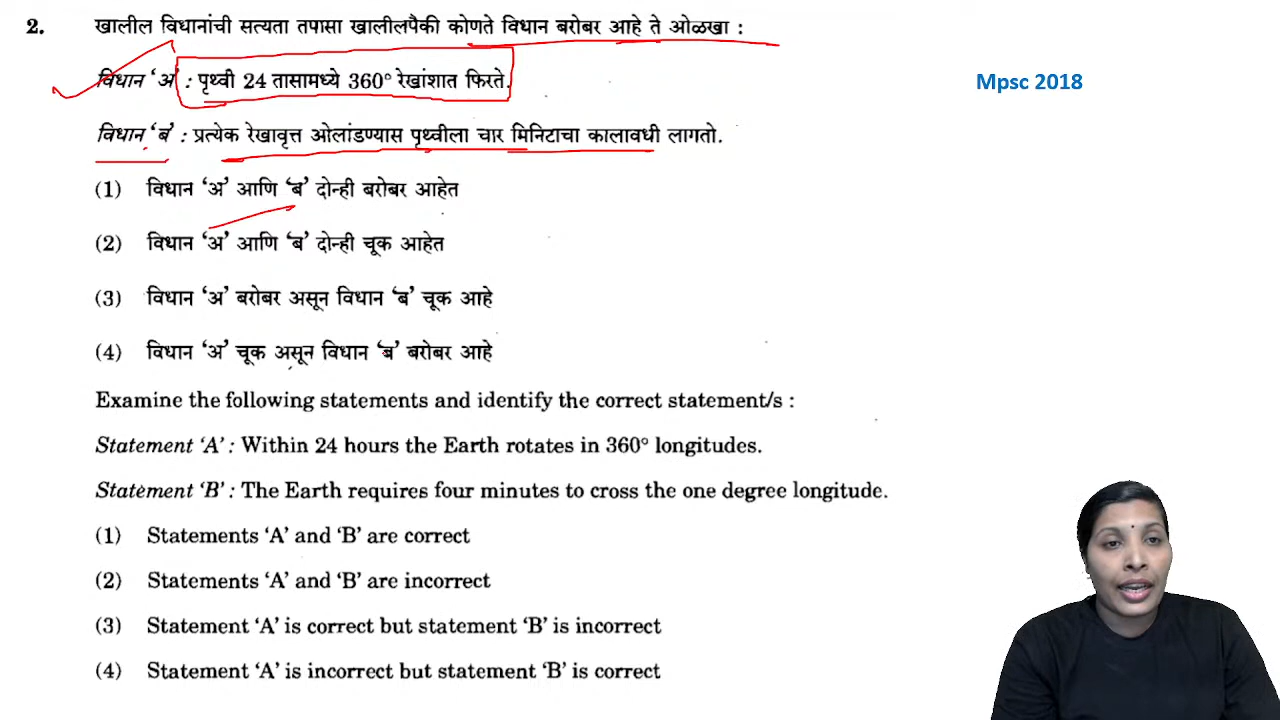 2. खालील विधानांची सत्यता तपासा खालीलपैकी कोणते विधान बरोबर आहे ते ओळखा :
विधान 'अ' : पृथ्वी 24 तासामध्ये 360° रेखांशात फिरते.
Mpsc 2018
विधान 'ब' : प्रत्येक रेखावृत्त ओलांडण्यास पृथ्वीला चार मिनिटाचा कालावधी लागतो.
(1) विधान 'अ' आणि 'ब' दोन्ही बरोबर आहेत
(2) विधान 'अ' आणि 'ब' दोन्ही चूक आहेत
(3) विधान 'अ' बरोबर असून विधान 'ब' चूक आहे
(4) विधान 'अ' चूक असून विधान 'ब' बरोबर आहे
Examine the following statements and identify the correct statement/s :
Statement 'A' : Within 24 hours the Earth rotates in 360° longitudes.
Statement 'B' : The Earth requires four minutes to cross the one degree longitude.
(1) Statements 'A' and 'B' are correct
(2) Statements 'A' and 'B' are incorrect
(3) Statement 'A' is correct but statement 'B' is incorrect
(4) Statement 'A' is incorrect but statement 'B' is correct